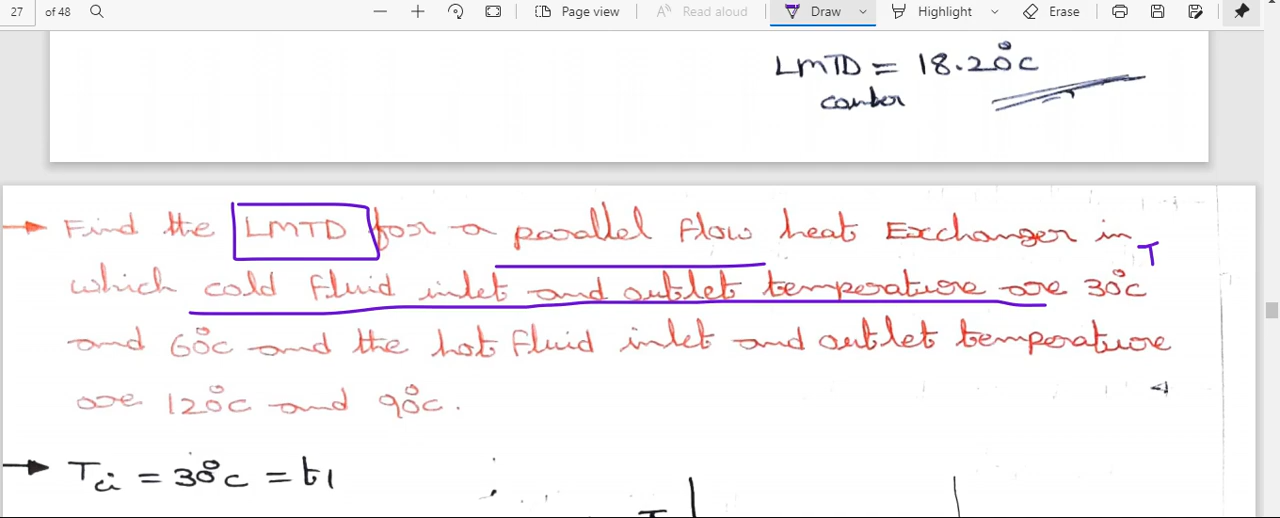 27 of 48 Page view Read aloud Draw Highlight Erase
LMTD = 18.20°C
counter
→ Find the LMTD for a parallel flow heat Exchanger in
T
which cold fluid inlet and outlet temperature are 30°C
and 60°C and the hot fluid inlet and outlet temperature
are 120°C and 90°C.
→ Tci = 30°C = t1